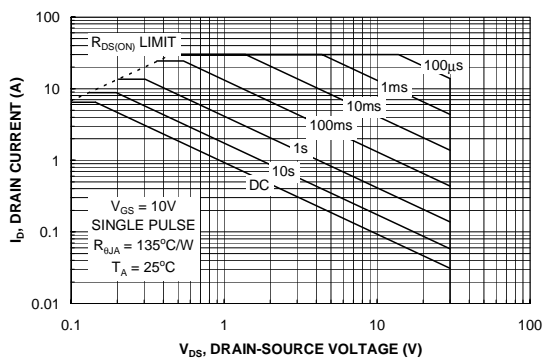 100
R_DS(ON) LIMIT
100μs
10
1ms
10ms
100ms
1
1s
10s
DC
V_GS = 10V
SINGLE PULSE
R_θJA = 135°C/W
T_A = 25°C
0.1
0.01
0.1
1
10
100
I_D, DRAIN CURRENT (A)
V_DS, DRAIN-SOURCE VOLTAGE (V)